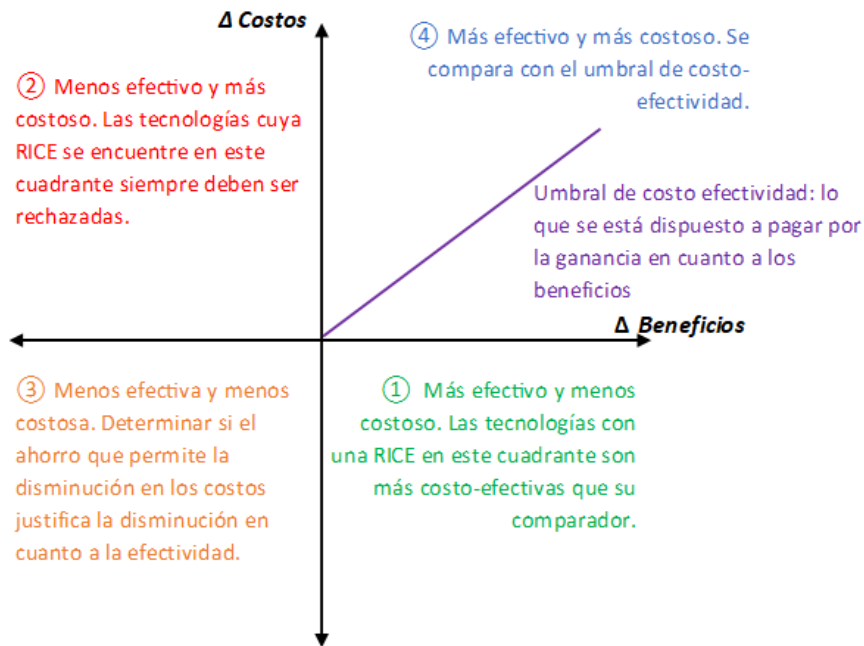 Δ Costos
④ Más efectivo y más costoso. Se
compara con el umbral de costo-
efectividad.
② Menos efectivo y más
costoso. Las tecnologías cuya
RICE se encuentre en este
cuadrante siempre deben ser
rechazadas.
Umbral de costo efectividad: lo
que se está dispuesto a pagar por
la ganancia en cuanto a los
beneficios
Δ Beneficios
③ Menos efectiva y menos
costosa. Determinar si el
ahorro que permite la
disminución en los costos
justifica la disminución en
cuanto a la efectividad.
① Más efectivo y menos
costoso. Las tecnologías con
una RICE en este cuadrante son
más costo-efectivas que su
comparador.